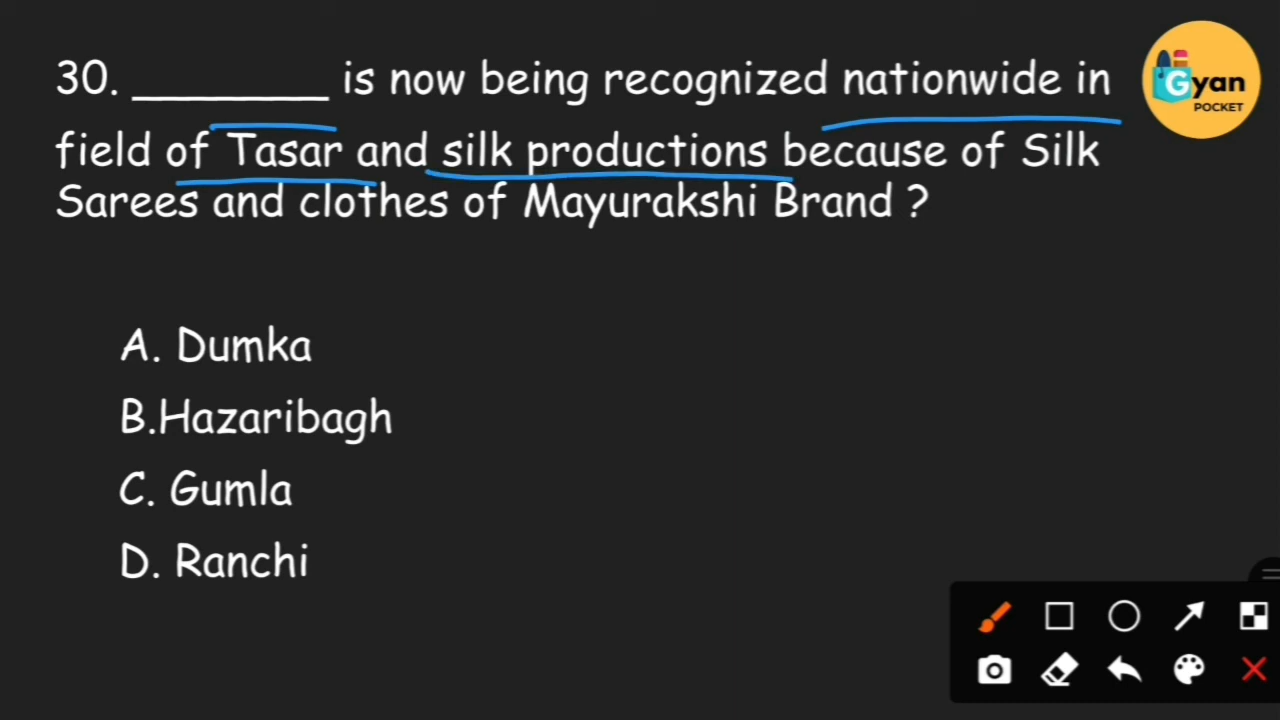 30. ________ is now being recognized nationwide in
field of Tasar and silk productions because of Silk
Sarees and clothes of Mayurakshi Brand ?
A. Dumka
B.Hazaribagh
C. Gumla
D. Ranchi
Gyan
POCKET